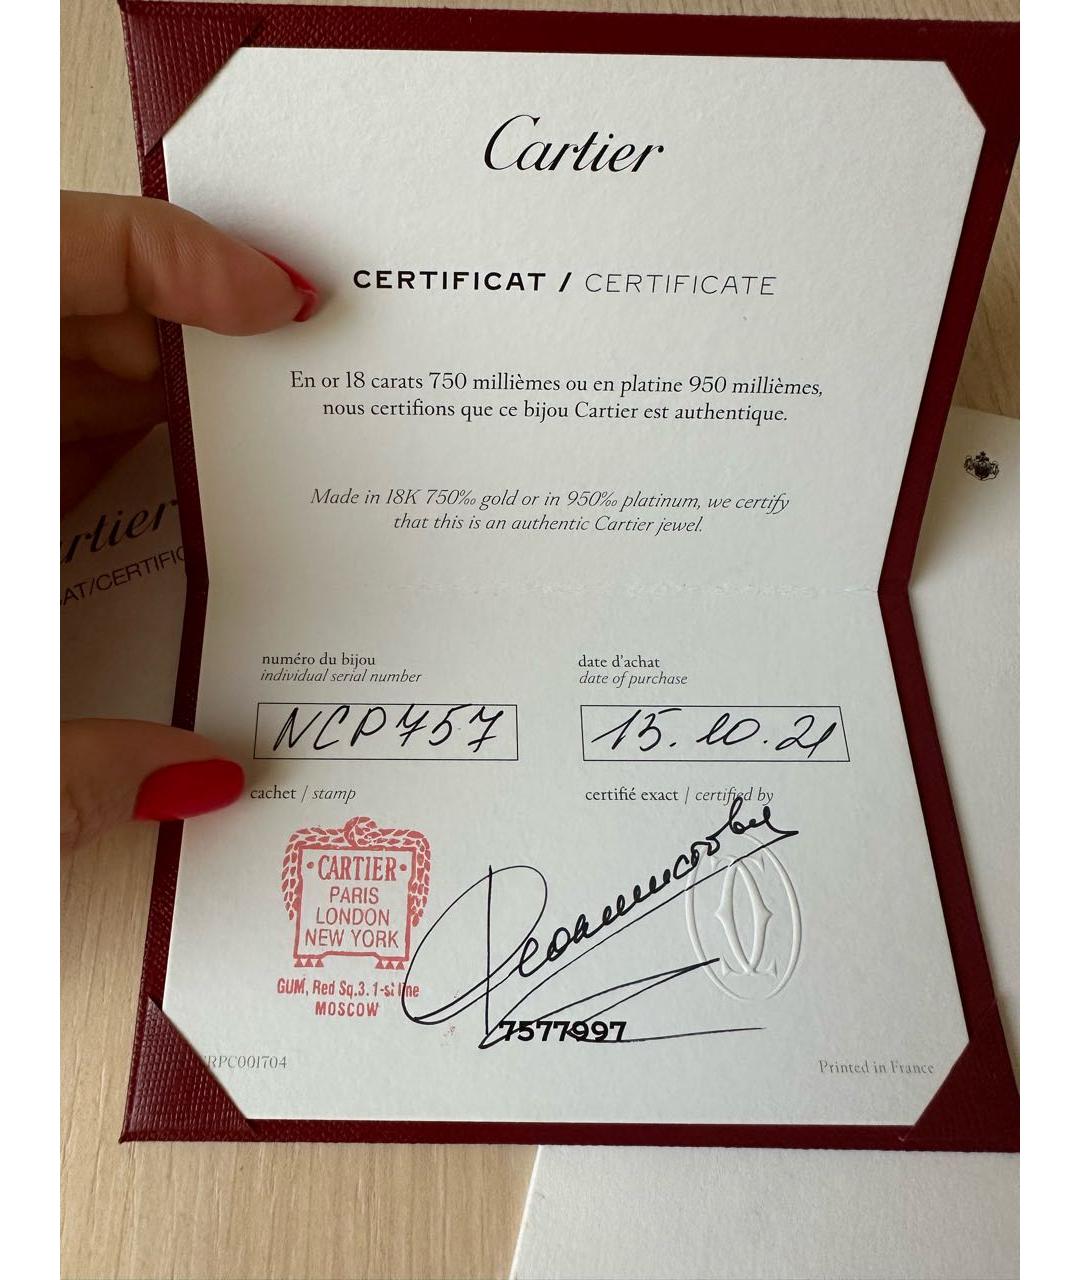 Cartier
CERTIFICAT / CERTIFICATE
En or 18 carats 750 millièmes ou en platine 950 millièmes,
nous certifions que ce bijou Cartier est authentique.
Made in 18K 750‰ gold or in 950‰ platinum, we certify
that this is an authentic Cartier jewel.
rtier
AT/CERTIFIC
numéro du bijou
individual serial number
date d'achat
date of purchase
NCP757
15.10.21
cachet / stamp
certifié exact / certified by
·CARTIER·
PARIS
LONDON
NEW YORK
GUM, Red Sq.3. 1-st line
MOSCOW
7577997
RPC001704
Printed in France